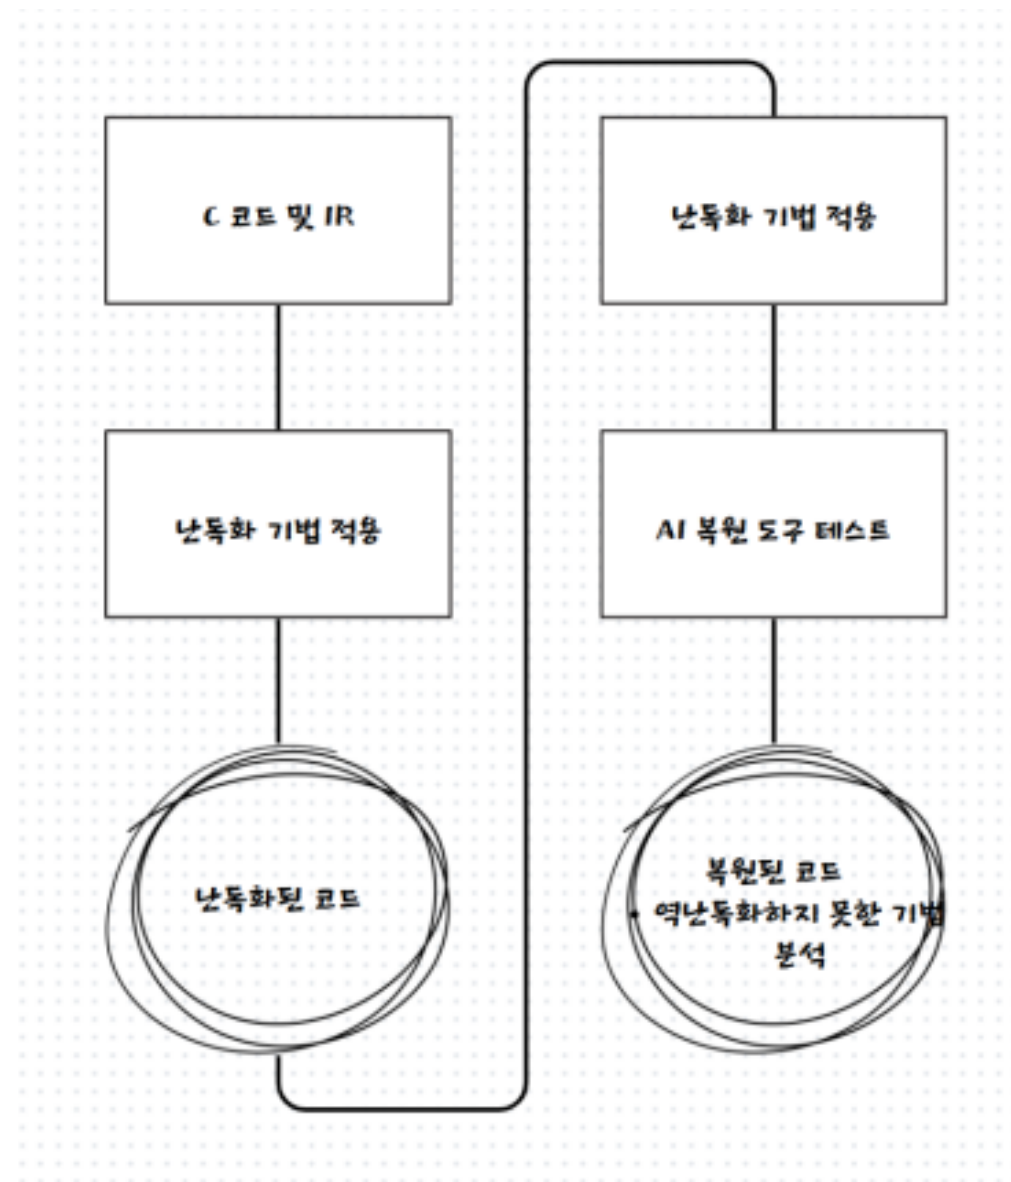 C 코드 및 IR
난독화 기법 적용
난독화된 코드
난독화 기법 적용
AI 복원 도구 테스트
복원된 코드
• 역난독화하지 못한 기법
분석